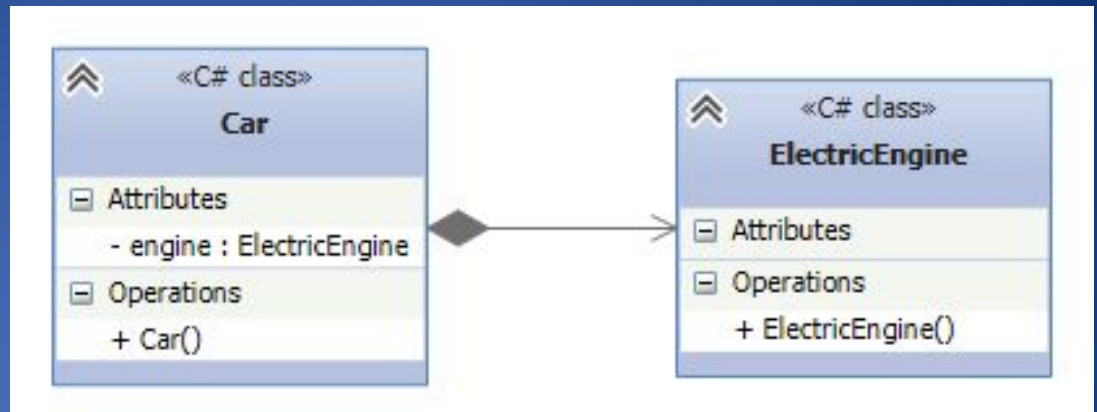 «C# class»
Car
Attributes
- engine : ElectricEngine
Operations
+ Car()
«C# class»
ElectricEngine
Attributes
Operations
+ ElectricEngine()